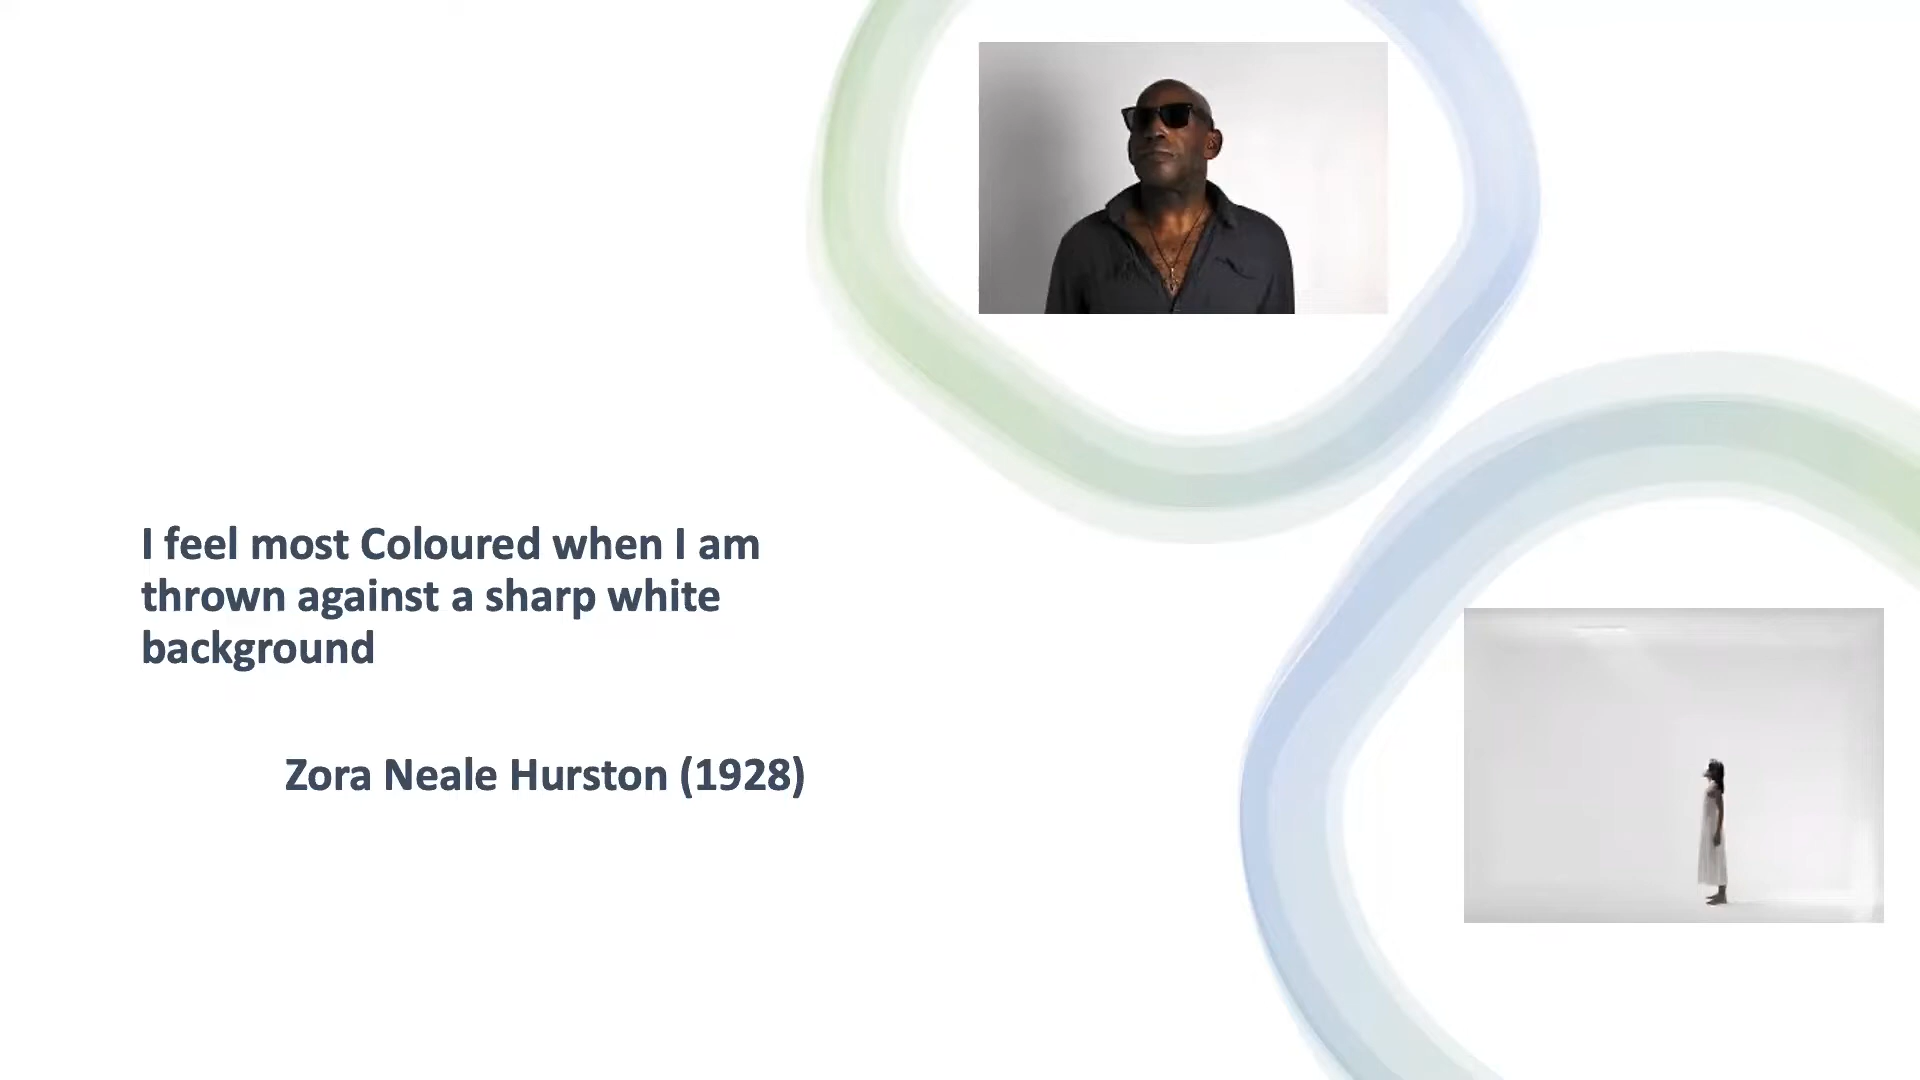 I feel most Coloured when I am
thrown against a sharp white
background
Zora Neale Hurston (1928)